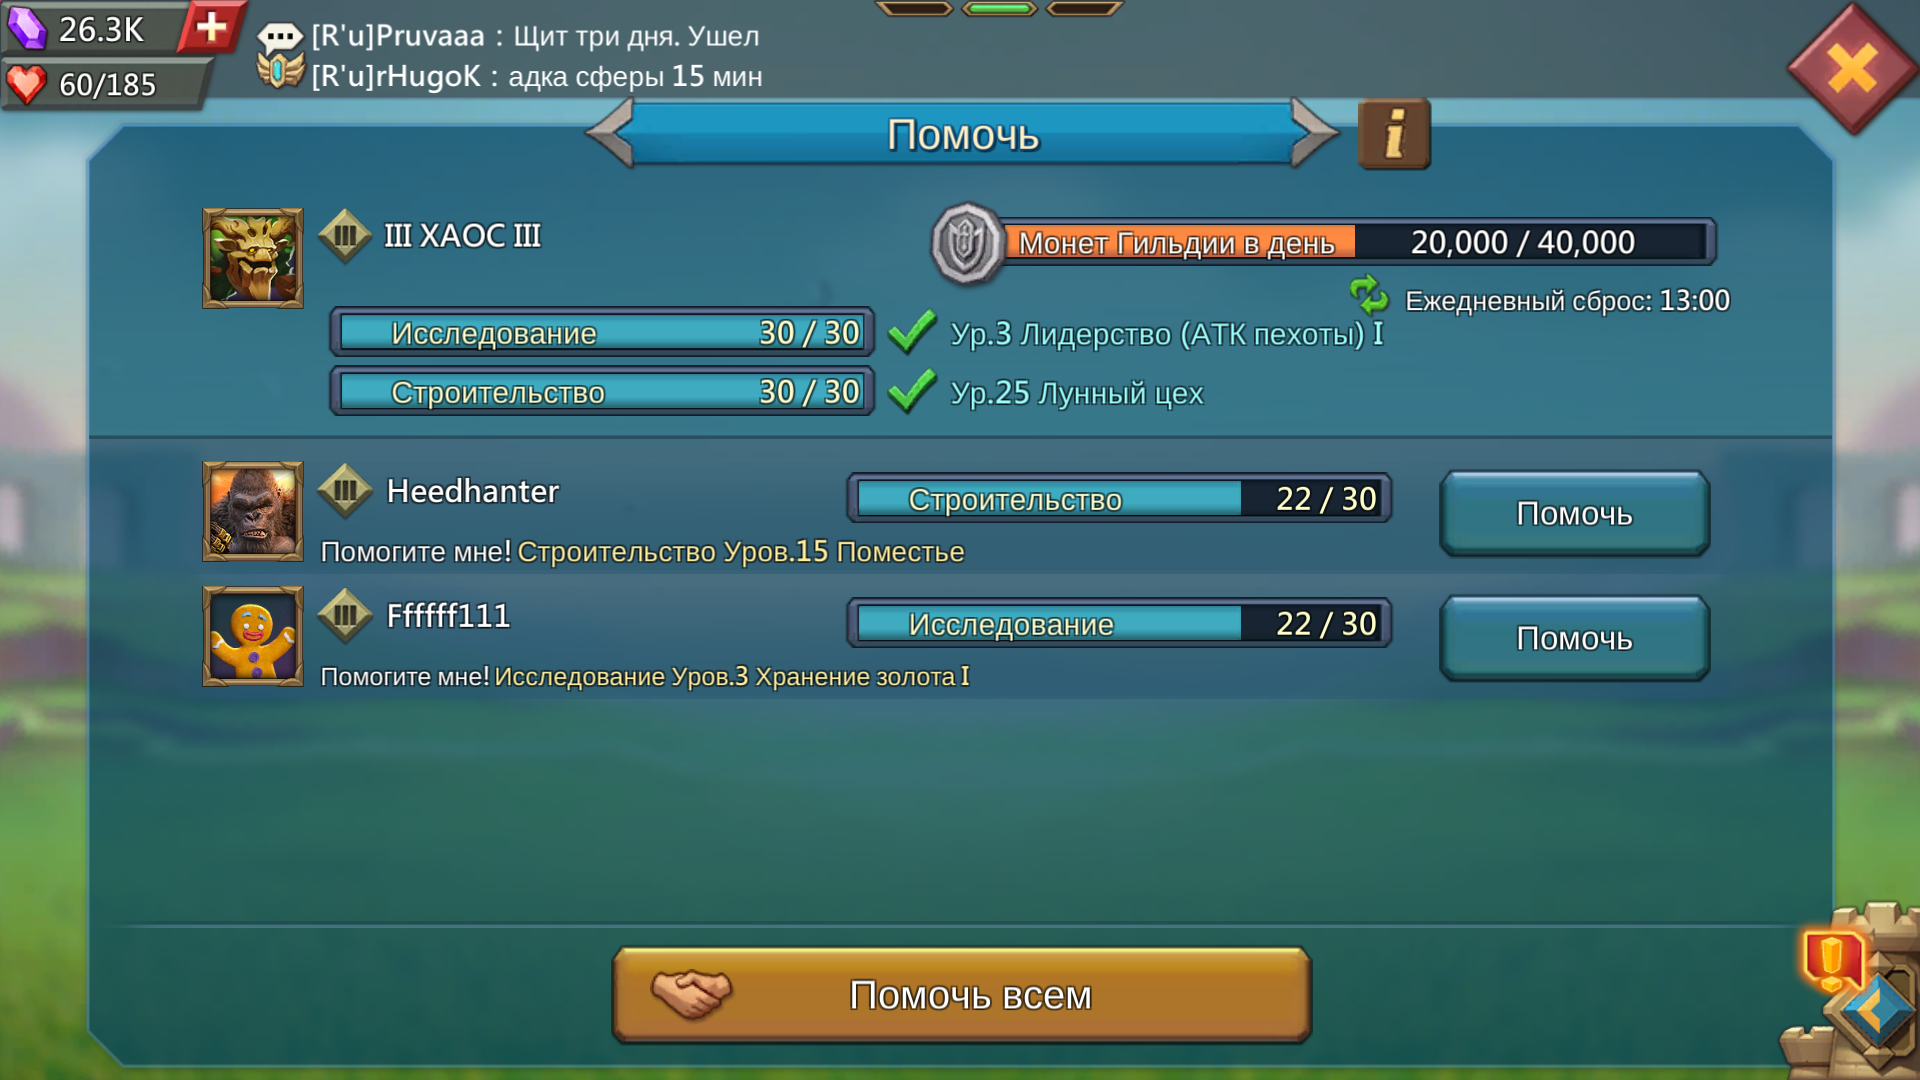 26.3K
60/185
[R'u]Pruvaaa : Щит три дня. Ушел
[R'u]rHugoK : адка сферы 15 мин
Помочь
i
III
III ХАОС III
Монет Гильдии в день 20,000 / 40,000
Ежедневный сброс: 13:00
Исследование 30 / 30 Ур.3 Лидерство (АТК пехоты) I
Строительство 30 / 30 Ур.25 Лунный цех
III
Heedhanter
Строительство 22 / 30
Помочь
Помогите мне! Строительство Уров.15 Поместье
III
Ffffff111
Исследование 22 / 30
Помочь
Помогите мне! Исследование Уров.3 Хранение золота I
Помочь всем